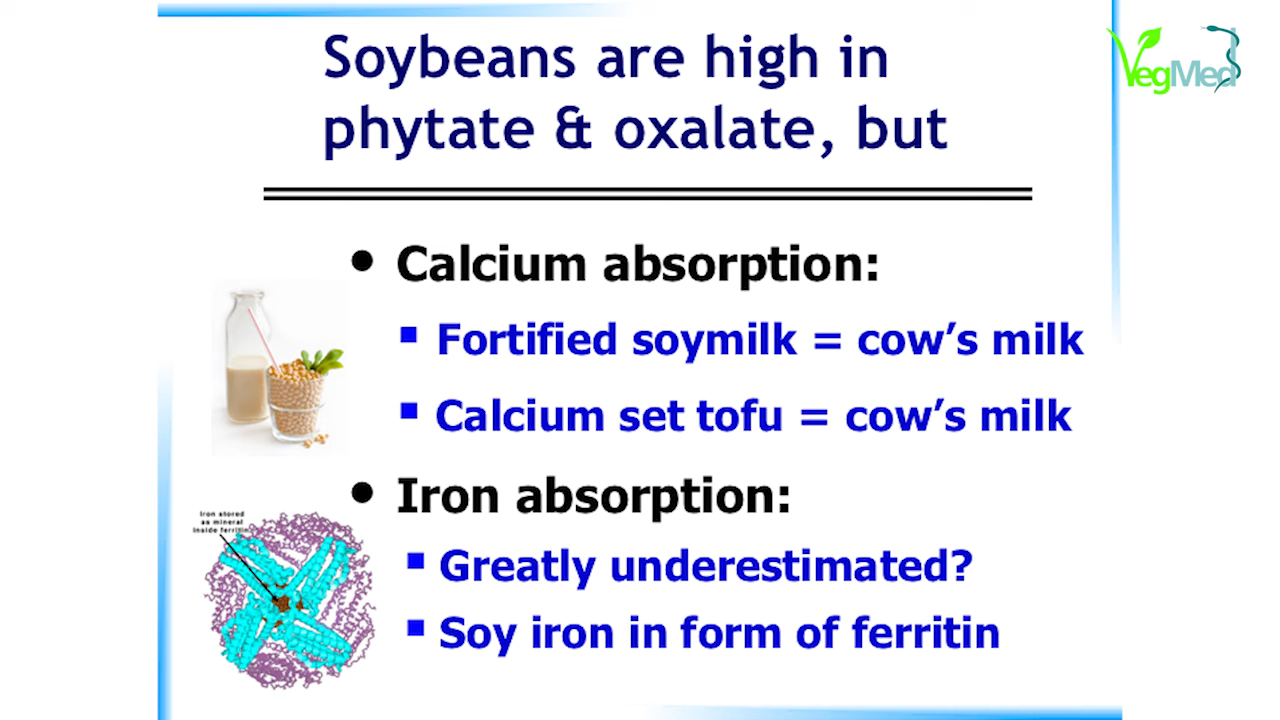 Soybeans are high in
phytate & oxalate, but
VegMed
• Calcium absorption:
▪ Fortified soymilk = cow’s milk
▪ Calcium set tofu = cow’s milk
• Iron absorption:
Iron stored
as mineral
inside ferritin
▪ Greatly underestimated?
▪ Soy iron in form of ferritin